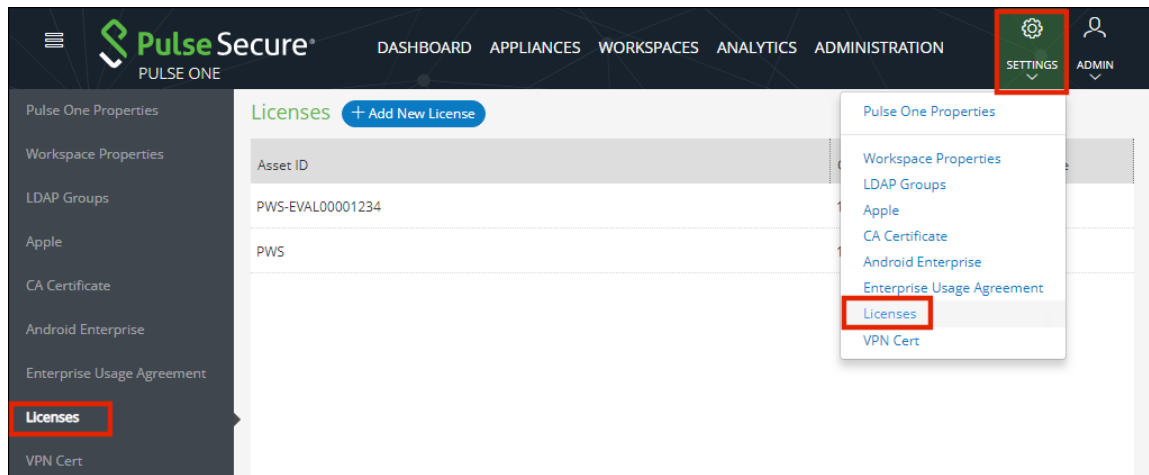 Pulse Secure
PULSE ONE
DASHBOARD APPLIANCES WORKSPACES ANALYTICS ADMINISTRATION
SETTINGS
ADMIN
Pulse One Properties
Workspace Properties
LDAP Groups
Apple
CA Certificate
Android Enterprise
Enterprise Usage Agreement
Licenses
VPN Cert
Licenses + Add New License
Asset ID
PWS-EVAL00001234
PWS
Pulse One Properties
Workspace Properties
LDAP Groups
Apple
CA Certificate
Android Enterprise
Enterprise Usage Agreement
Licenses
VPN Cert